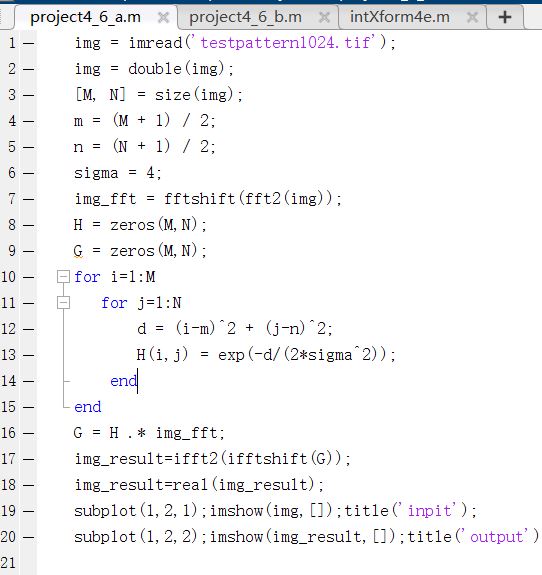 project4_6_a.m × project4_6_b.m × intXform4e.m × +
1 — img = imread('testpattern1024.tif');
2 — img = double(img);
3 — [M, N] = size(img);
4 — m = (M + 1) / 2;
5 — n = (N + 1) / 2;
6 — sigma = 4;
7 — img_fft = fftshift(fft2(img));
8 — H = zeros(M,N);
9 — G = zeros(M,N);
10 — for i=1:M
11 — for j=1:N
12 — d = (i-m)^2 + (j-n)^2;
13 — H(i,j) = exp(-d/(2*sigma^2));
14 — end
15 — end
16 — G = H .* img_fft;
17 — img_result=ifft2(ifftshift(G));
18 — img_result=real(img_result);
19 — subplot(1,2,1);imshow(img,[]);title('inpit');
20 — subplot(1,2,2);imshow(img_result,[]);title('output')
21